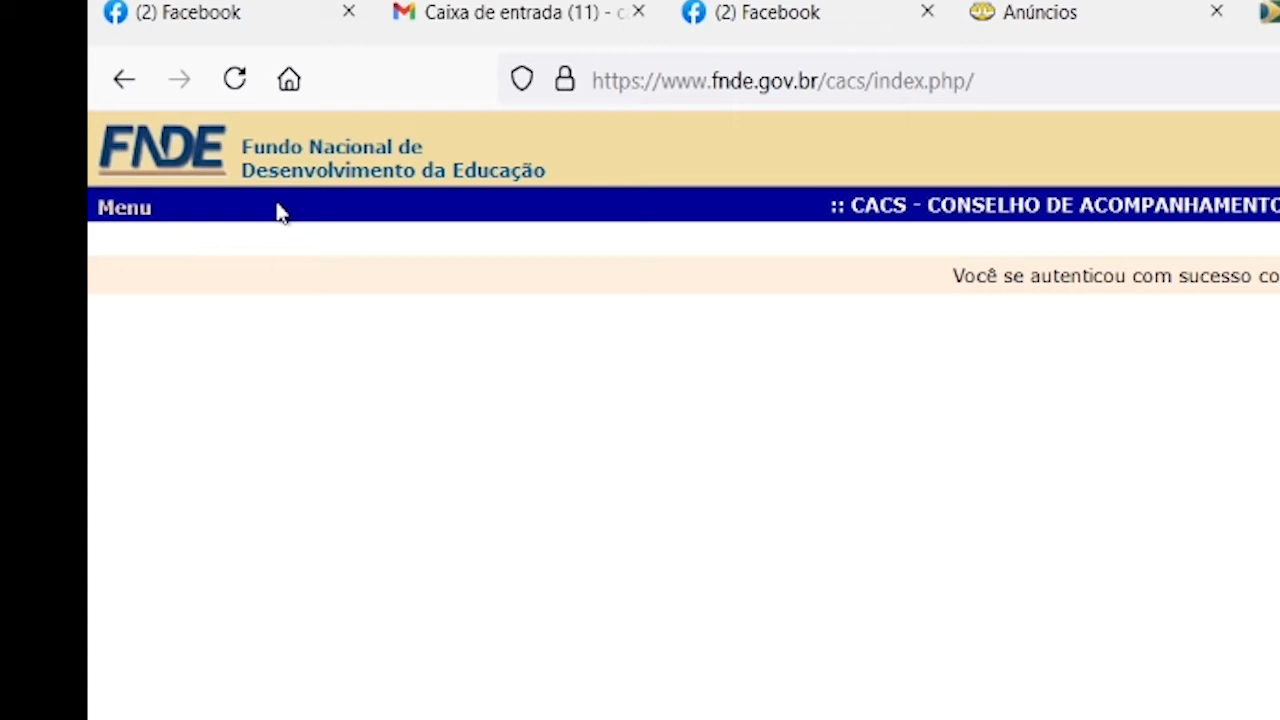 (2) Facebook
Caixa de entrada (11) - c
(2) Facebook
Anúncios
https://www.fnde.gov.br/cacs/index.php/
FNDE
Fundo Nacional de
Desenvolvimento da Educação
Menu
:: CACS - CONSELHO DE ACOMPANHAMENTO
Você se autenticou com sucesso co